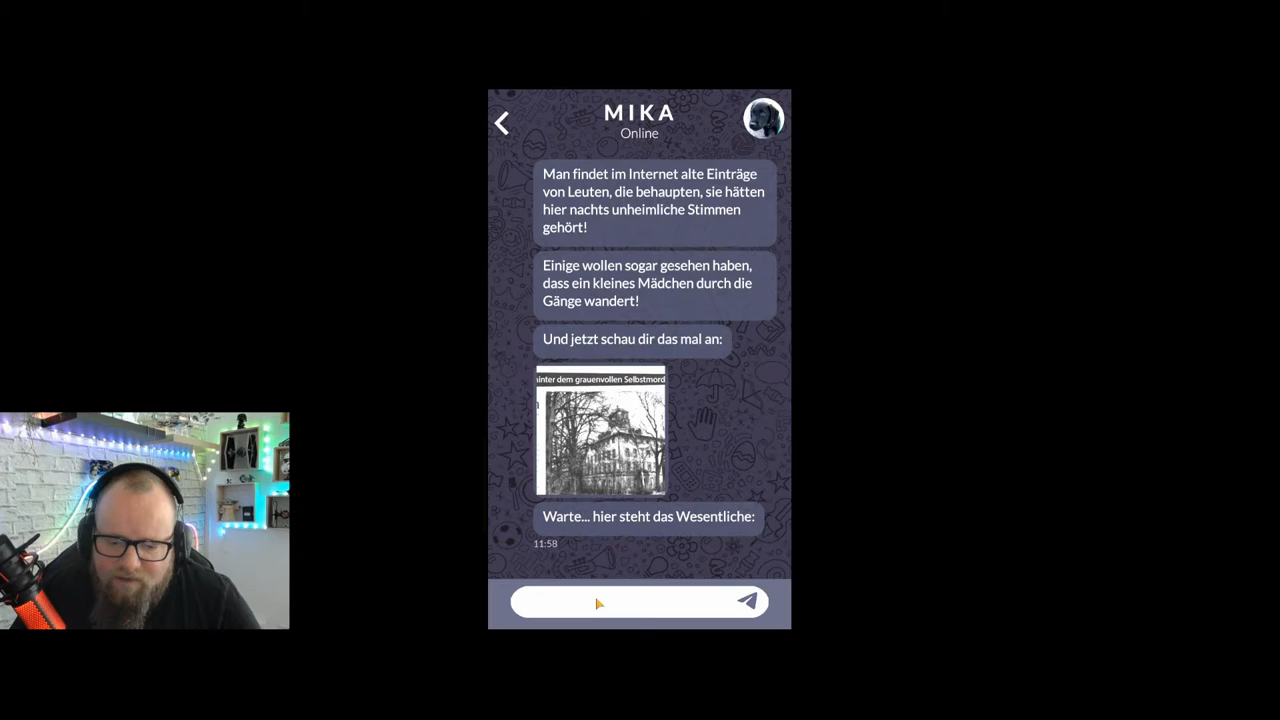 MIKA
Online
Man findet im Internet alte Einträge
von Leuten, die behaupten, sie hätten
hier nachts unheimliche Stimmen
gehört!
Einige wollen sogar gesehen haben,
dass ein kleines Mädchen durch die
Gänge wandert!
Und jetzt schau dir das mal an:
hinter dem grauenvollen Selbstmord
Warte... hier steht das Wesentliche:
11:58